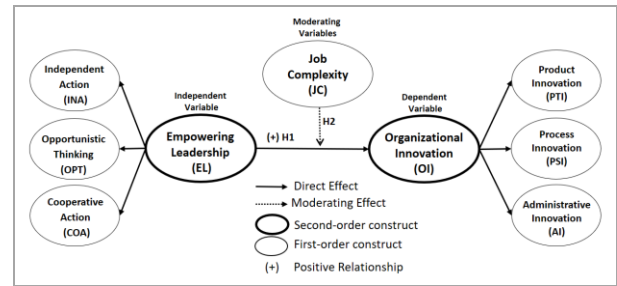 Moderating
Variables
Job
Complexity
(JC)
Independent
Action
(INA)
Independent
Variable
Dependent
Variable
Product
Innovation
(PTI)
H2
Opportunistic
Thinking
(OPT)
Empowering
Leadership
(EL)
(+) H1
Organizational
Innovation
(OI)
Process
Innovation
(PSI)
Cooperative
Action
(COA)
Direct Effect
Moderating Effect
Second-order construct
First-order construct
(+) Positive Relationship
Administrative
Innovation
(AI)